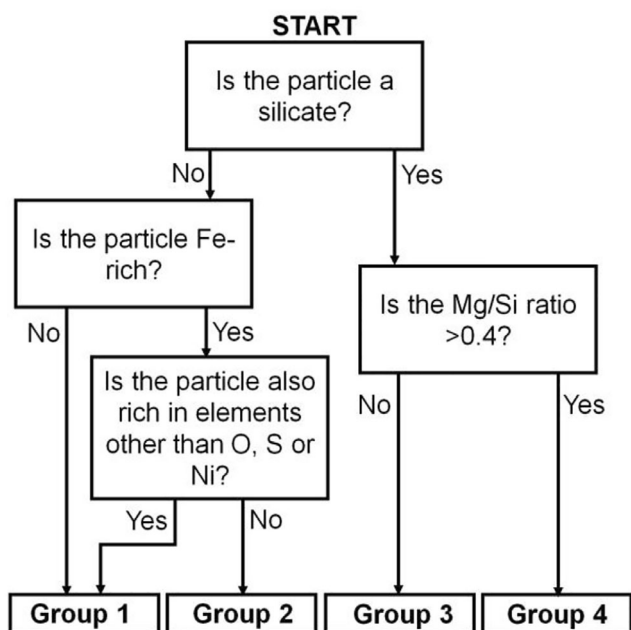 START
Is the particle a
silicate?
No
Yes
Is the particle Fe-
rich?
Is the Mg/Si ratio
>0.4?
No
Yes
Is the particle also
rich in elements
other than O, S or
Ni?
No
Yes
Yes
No
Group 1
Group 2
Group 3
Group 4